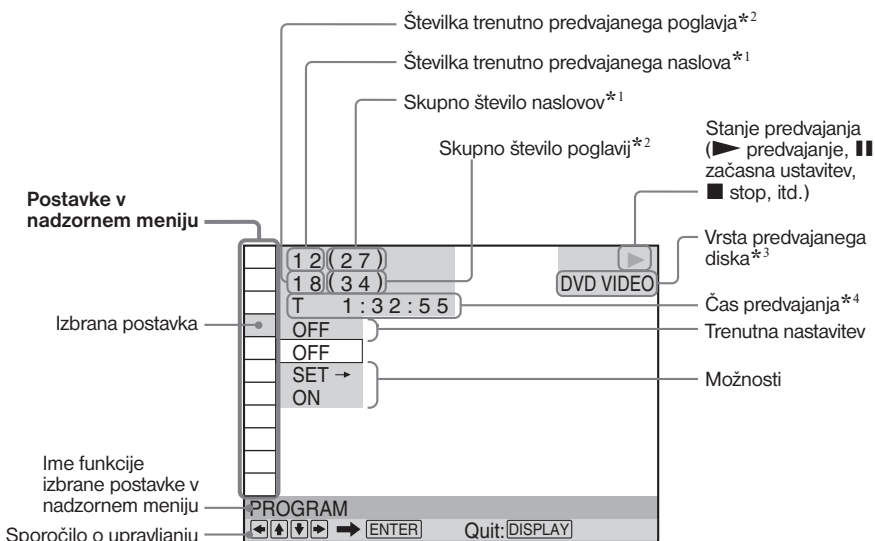 Številka trenutno predvajanega poglavja*2
Številka trenutno predvajanega naslova*1
Skupno število naslovov*1
Skupno število poglavij*2
Stanje predvajanja
(▶ predvajanje, ▮▮
začasna ustavitev,
■ stop, itd.)
Postavke v
nadzornem meniju
Vrsta predvajanega
diska*3
12(27)
18(34)
DVD VIDEO
T 1:32:55
Čas predvajanja*4
Izbrana postavka
OFF
Trenutna nastavitev
OFF
SET →
ON
Možnosti
Ime funkcije
izbrane postavke v
nadzornem meniju
PROGRAM
Sporočilo o upravljanju
←↑↓→ ➡ ENTER Quit: DISPLAY